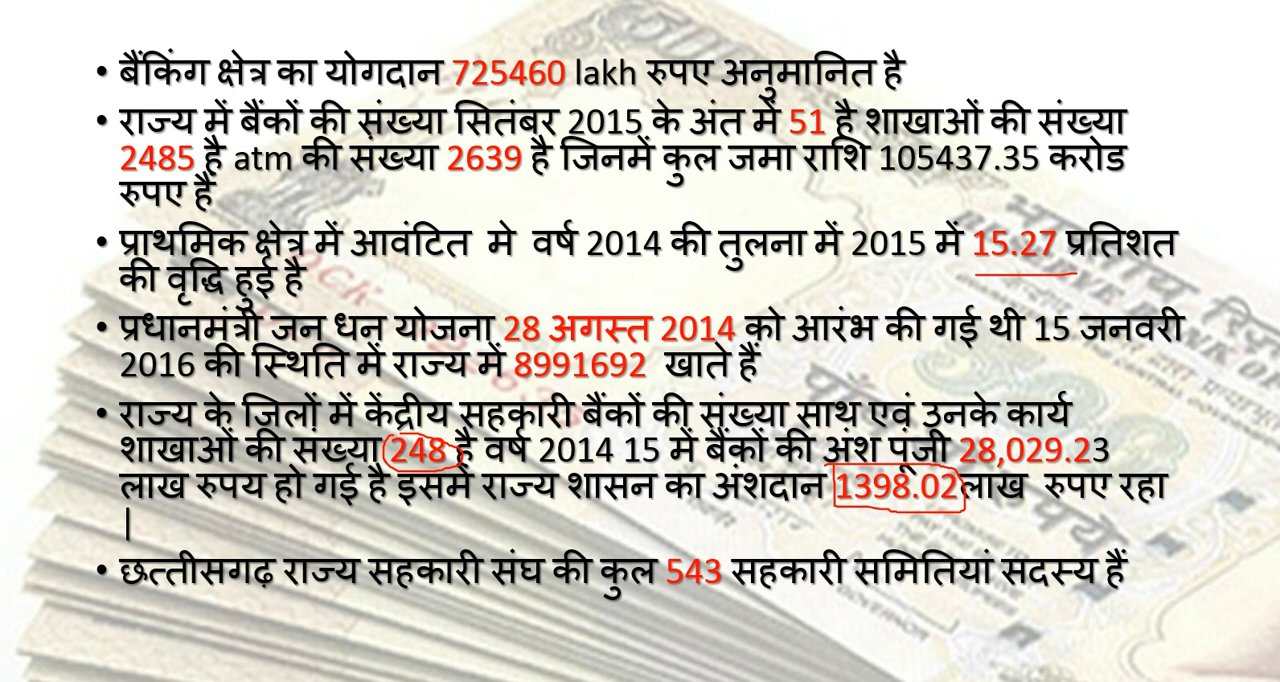 • बैंकिंग क्षेत्र का योगदान 725460 lakh रुपए अनुमानित है
• राज्य में बैंकों की संख्या सितंबर 2015 के अंत में 51 है शाखाओं की संख्या
2485 है atm की संख्या 2639 है जिनमें कुल जमा राशि 105437.35 करोड
रुपए है
• प्राथमिक क्षेत्र में आवंटित मे वर्ष 2014 की तुलना में 2015 में 15.27 प्रतिशत
की वृद्धि हुई है
• प्रधानमंत्री जन धन योजना 28 अगस्त 2014 को आरंभ की गई थी 15 जनवरी
2016 की स्थिति में राज्य में 8991692 खाते हैं
• राज्य के जिलों में केंद्रीय सहकारी बैंकों की संख्या साथ एवं उनके कार्य
शाखाओं की संख्या 248 है वर्ष 2014 15 में बैंकों की अंश पूंजी 28,029.23
लाख रुपय हो गई है इसमें राज्य शासन का अंशदान 1398.02 लाख रुपए रहा
|
• छत्तीसगढ़ राज्य सहकारी संघ की कुल 543 सहकारी समितियां सदस्य हैं